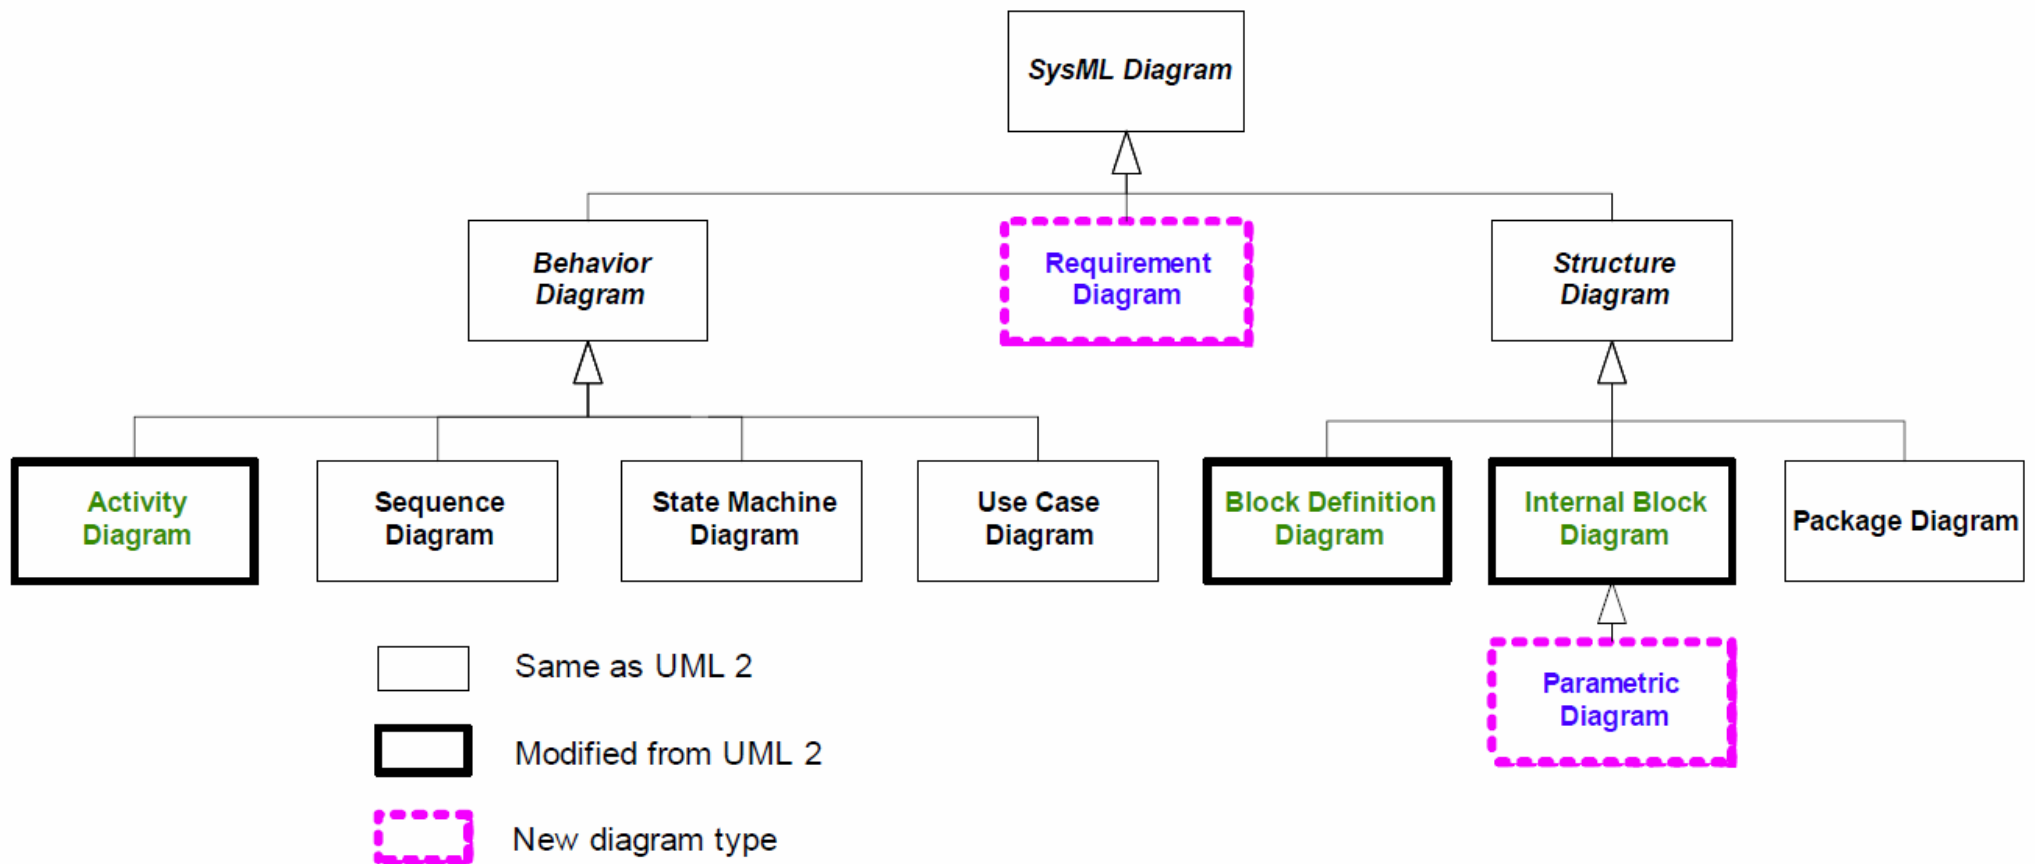 SysML Diagram
Behavior
Diagram
Requirement
Diagram
Structure
Diagram
Activity
Diagram
Sequence
Diagram
State Machine
Diagram
Use Case
Diagram
Block Definition
Diagram
Internal Block
Diagram
Package Diagram
Parametric
Diagram
Same as UML 2
Modified from UML 2
New diagram type